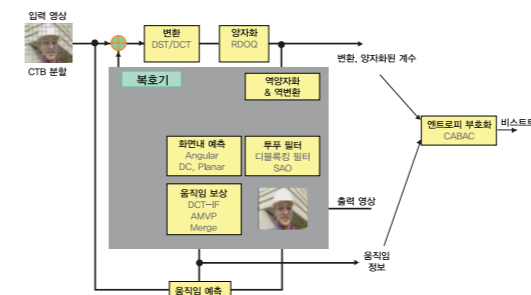 입력 영상
CTB 분할
변환
DST/DCT
양자화
RDOQ
변환, 양자화된 계수
복호기
역양자화
& 역변환
엔트로피 부호화
CABAC
비스트
화면내 예측
Angular
DC, Planar
투푸 필터
디블록킹 필터
SAO
움직임 보상
DCT-IF
AMVP
Merge
출력 영상
움직임
정보
움직임 예측